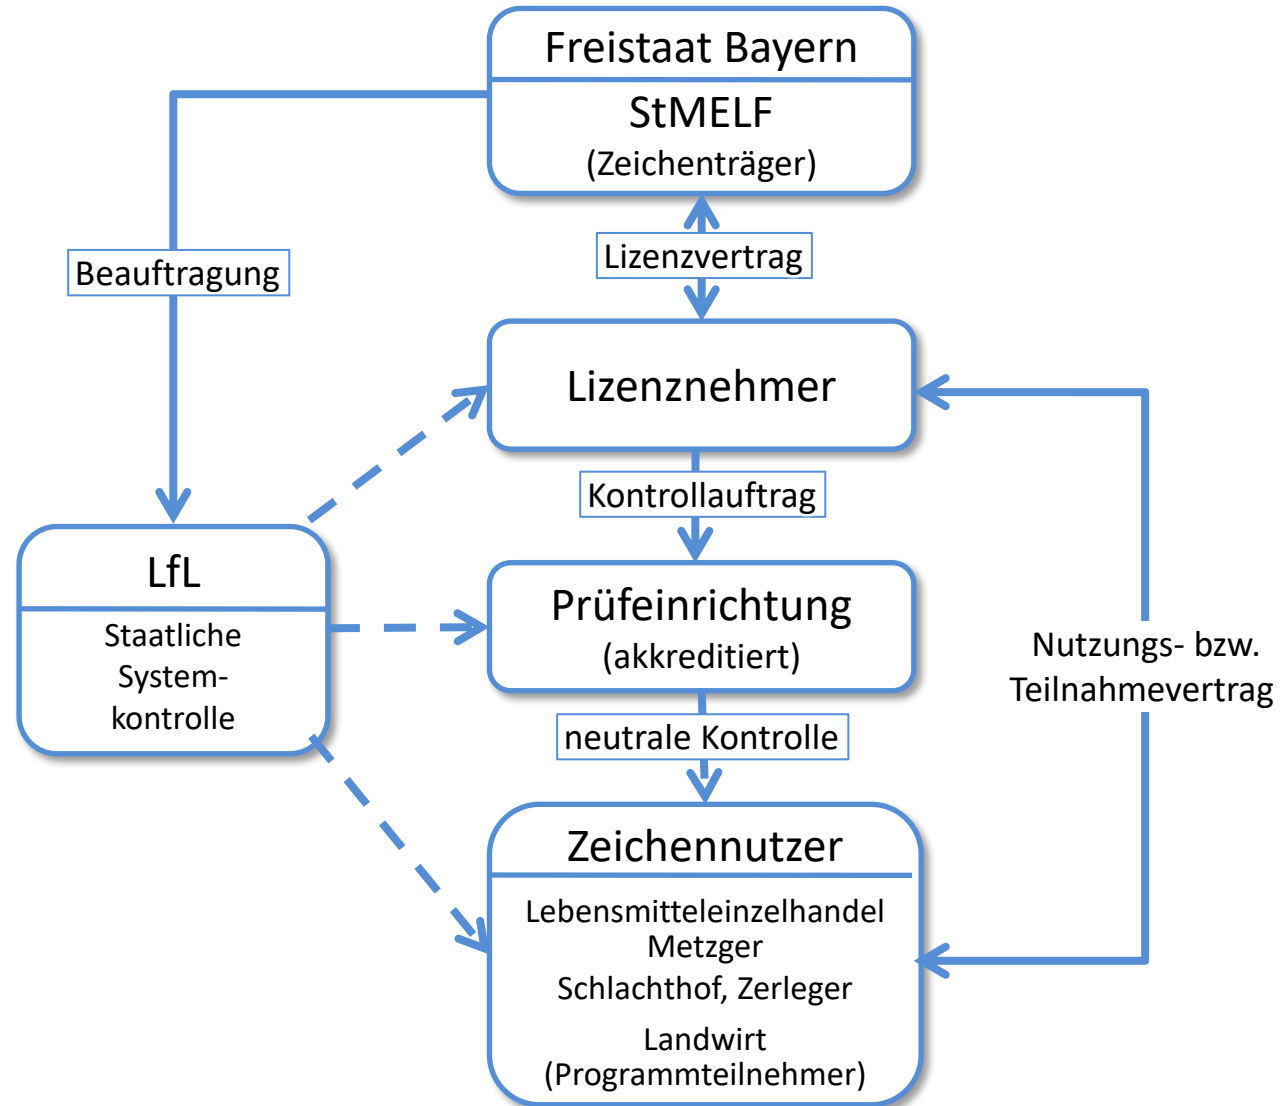 Freistaat Bayern
StMELF
(Zeichenträger)
Beauftragung
Lizenzvertrag
Lizenznehmer
Kontrollauftrag
LfL
Staatliche
System-
kontrolle
Prüfeinrichtung
(akkreditiert)
Nutzungs- bzw.
Teilnahmevertrag
neutrale Kontrolle
Zeichennutzer
Lebensmitteleinzelhandel
Metzger
Schlachthof, Zerleger
Landwirt
(Programmteilnehmer)